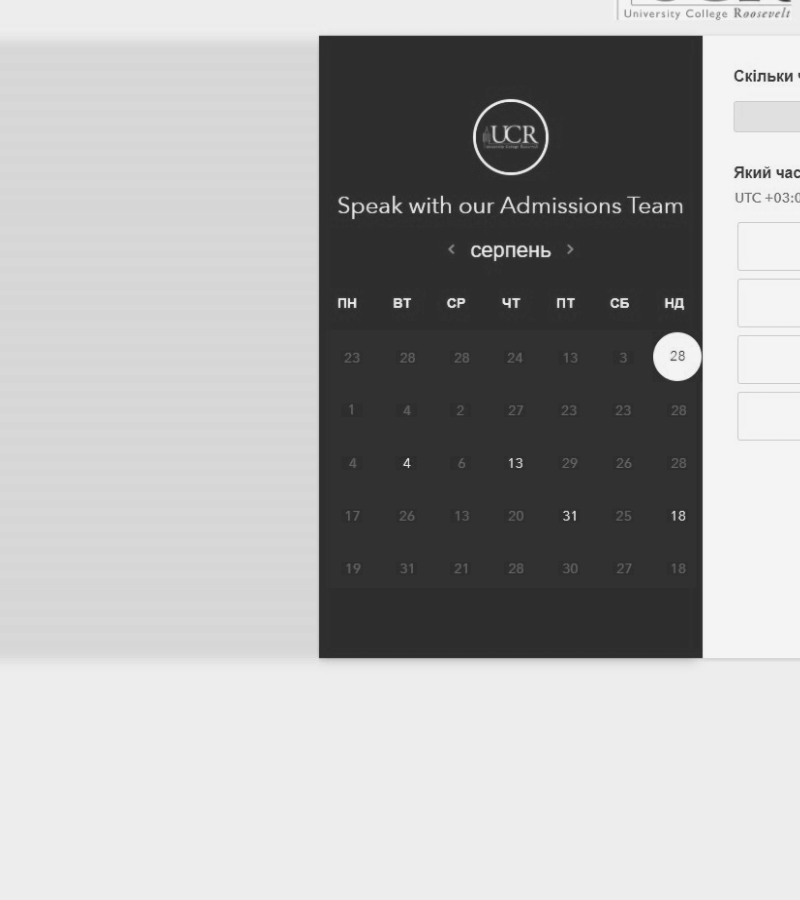 University College Roosevelt
UCR
Скільки
Який час
UTC +03:0
Speak with our Admissions Team
‹ серпень ›
ПН ВТ СР ЧТ ПТ СБ НД
23 28 28 24 13 3 28
1 4 2 27 23 23 28
4 4 6 13 29 26 28
17 26 13 20 31 25 18
19 31 21 28 30 27 18